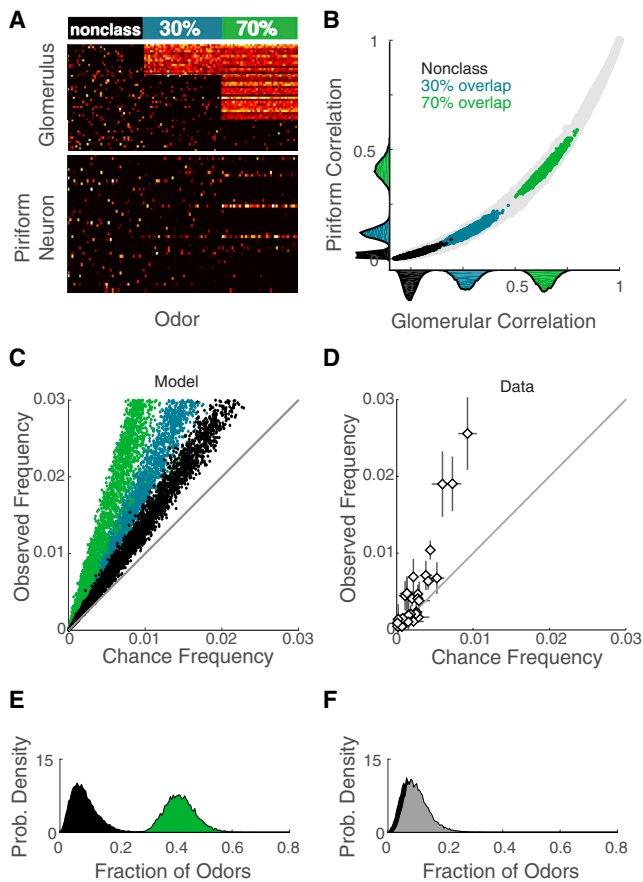 A
nonclass 30% 70%
Glomerulus
Piriform
Neuron
Odor
B
Nonclass
30% overlap
70% overlap
Piriform Correlation
1
0.5
0
0 0.5 1
Glomerular Correlation
C
Model
Observed Frequency
0.03
0.02
0.01
0
0 0.01 0.02 0.03
Chance Frequency
D
Data
Observed Frequency
0.03
0.02
0.01
0
0 0.01 0.02 0.03
Chance Frequency
E
Prob. Density
15
0
0 0.2 0.4 0.6 0.8
Fraction of Odors
F
Prob. Density
15
0
0 0.2 0.4 0.6 0.8
Fraction of Odors